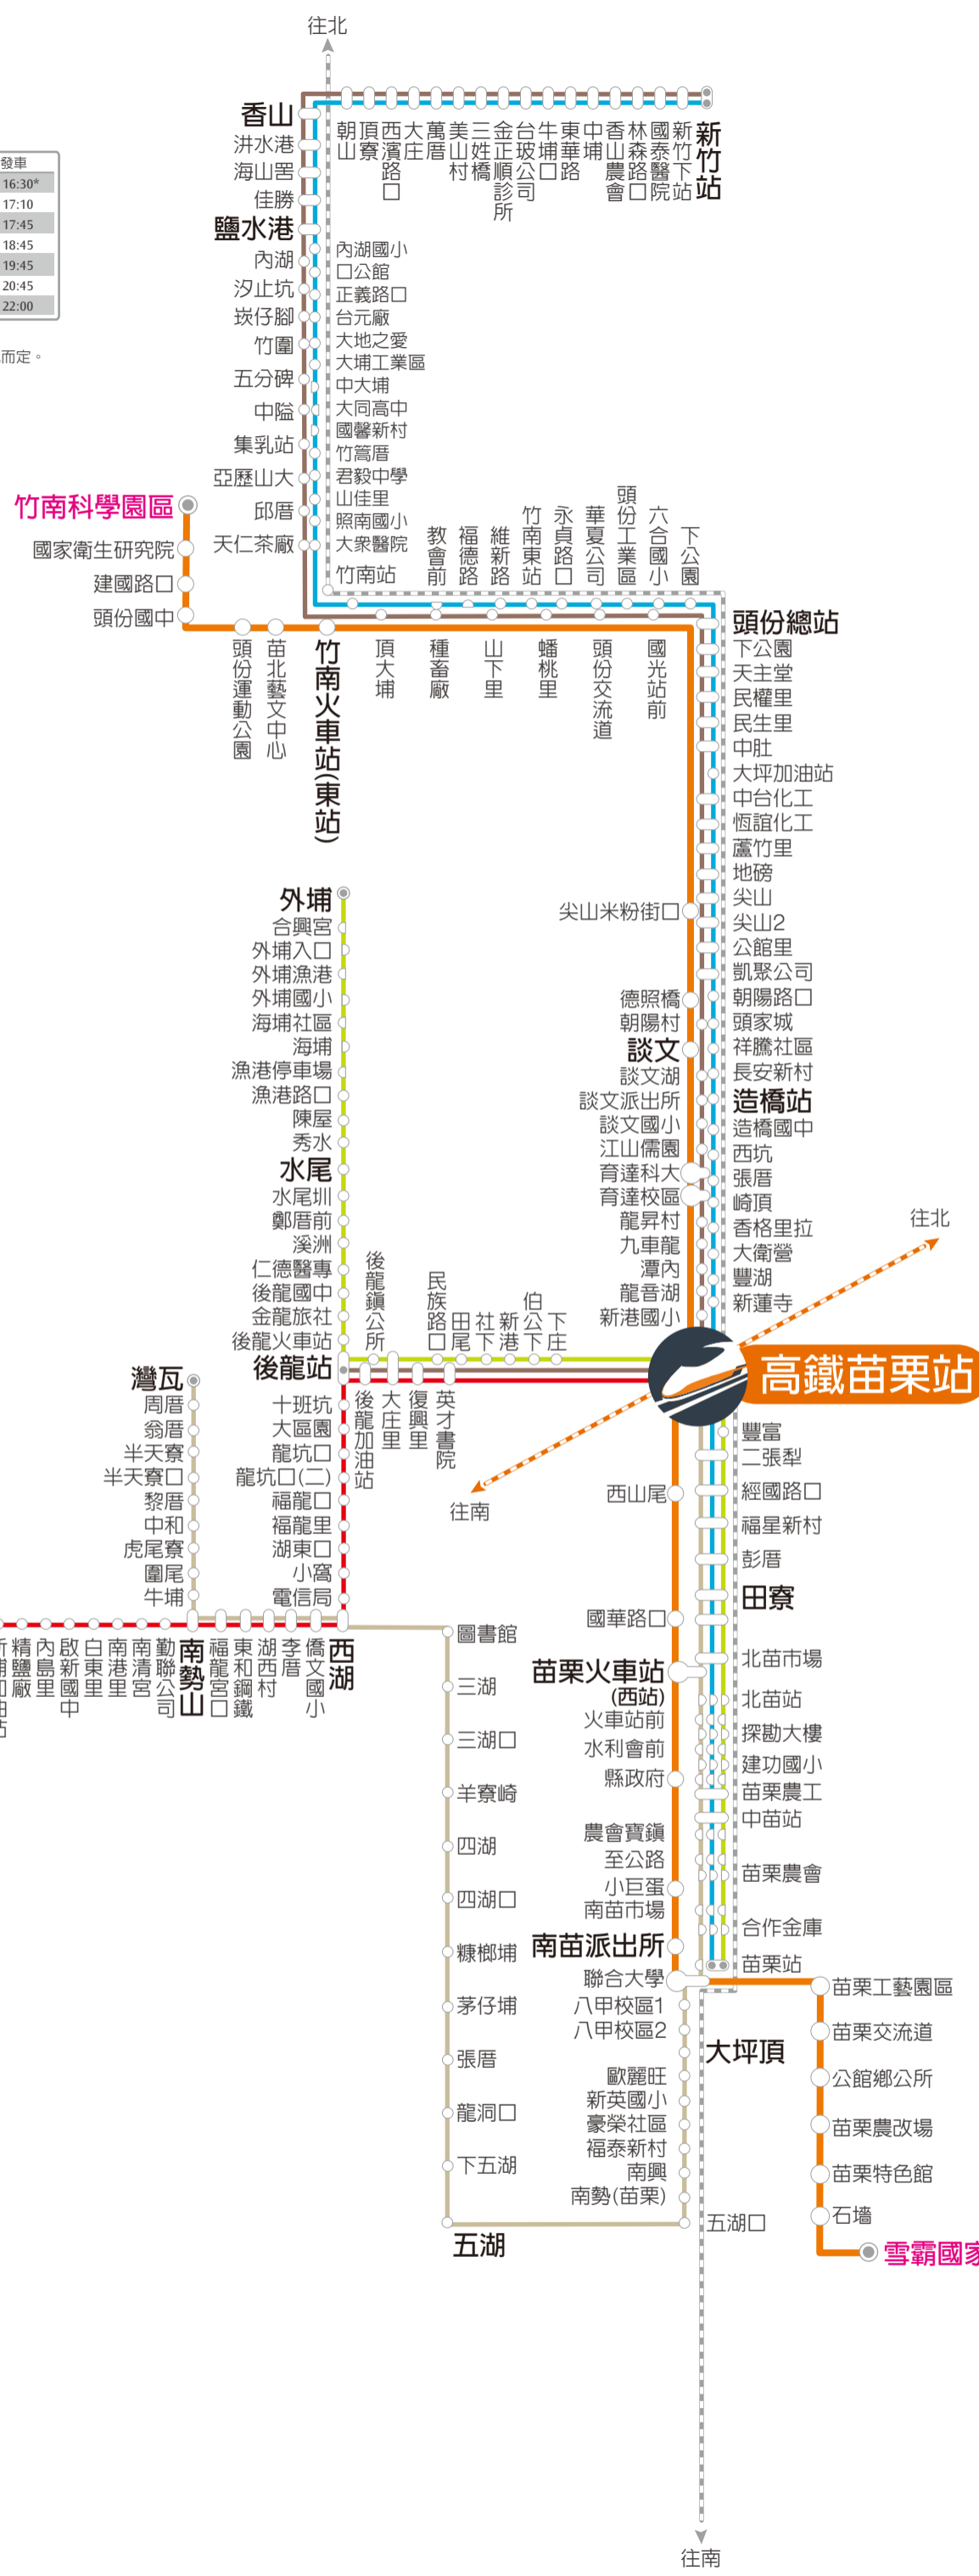 往北
發車
16:30*
17:10
17:45
18:45
19:45
20:45
22:00
而定。
香山
洪水港
海山罟
佳勝
鹽水港
內湖
汐止坑
崁仔腳
竹圍
五分碑
中隘
集乳站
亞歷山大
邱厝
天仁茶廠
朝山
頂寮
西濱路口
大庄
萬厝
美山村
三姓橋
金正順診所
台玻公司
牛埔口
東華路
中埔
香山農會
林森路口
國泰醫院
新竹下站
新竹站
內湖國小
口公館
正義路口
台元廠
大地之愛
大埔工業區
中大埔
大同高中
國馨新村
竹篙厝
君毅中學
山佳里
照南國小
大眾醫院
竹南站
竹南科學園區
國家衛生研究院
建國路口
頭份國中
頭份運動公園
苗北藝文中心
竹南火車站(東站)
教會前
福德路
維新路
竹南東站
永貞路口
華夏公司
頭份工業區
六合國小
下公園
頂大埔
種畜廠
山下里
蟠桃里
頭份交流道
國光站前
頭份總站
下公園
天主堂
民權里
民生里
中肚
大坪加油站
中台化工
恆誼化工
蘆竹里
地磅
尖山
尖山2
公館里
凱聚公司
朝陽路口
頭家城
祥騰社區
長安新村
造橋站
造橋國中
西坑
張厝
崎頂
香格里拉
大衛營
豐湖
新蓮寺
尖山米粉街口
德照橋
朝陽村
談文
談文湖
談文派出所
談文國小
江山儒園
育達科大
育達校區
龍昇村
九車龍
潭內
龍音湖
新港國小
外埔
合興宮
外埔入口
外埔漁港
外埔國小
海埔社區
海埔
漁港停車場
漁港路口
陳屋
秀水
水尾
水尾圳
鄭厝前
溪洲
仁德醫專
後龍國中
金龍旅社
後龍火車站
後龍站
後龍鎮公所
民族路口
田尾
社下
新港
伯公下
下庄
後龍加油站
大庄里
復興里
英才書院
往北
高鐵苗栗站
往南
灣瓦
周厝
翁厝
半天寮
半天寮口
黎厝
中和
虎尾寮
圍尾
牛埔
十班坑
大區園
龍坑口
龍坑口(二)
福龍口
福龍里
湖東口
小窩
電信局
精鹽廠
內島里
啟新國中
白東里
南港里
南清宮
勤聯公司
南勢山
福龍宮口
東和鋼鐵
湖西村
李厝
僑文國小
西湖
圖書館
三湖
三湖口
羊寮崎
四湖
四湖口
糠榔埔
茅仔埔
張厝
龍洞口
下五湖
五湖
豐富
二張犁
經國路口
福星新村
彭厝
田寮
北苗市場
北苗站
探勘大樓
建功國小
苗栗農工
中苗站
苗栗農會
合作金庫
苗栗站
西山尾
國華路口
苗栗火車站
(西站)
火車站前
水利會前
縣政府
農會寶鎮
至公路
小巨蛋
南苗市場
南苗派出所
聯合大學
八甲校區1
八甲校區2
大坪頂
歐麗旺
新英國小
豪榮社區
福泰新村
南興
南勢(苗栗)
五湖口
苗栗工藝園區
苗栗交流道
公館鄉公所
苗栗農改場
苗栗特色館
石墻
雪霸國家
往南